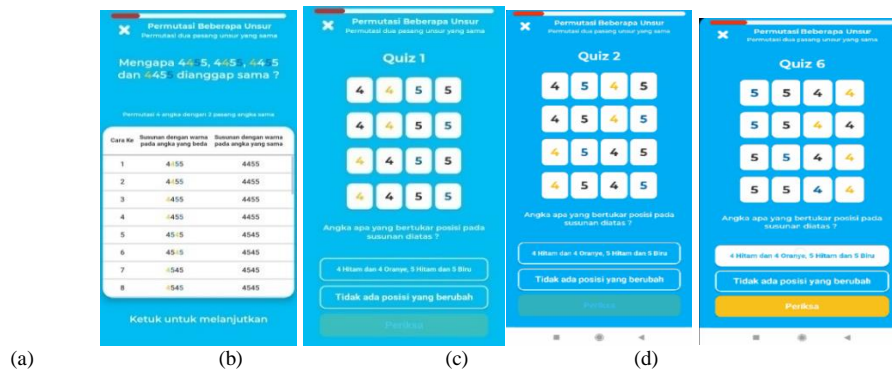 Permutasi Beberapa Unsur
Permutasi dua pasang unsur yang sama
Mengapa 4455, 4455, 4455
dan 4455 dianggap sama ?
Permutasi 4 angka dengan 2 pasang angka sama
Cara Ke
Susunan dengan warna pada angka yang beda
Susunan dengan warna pada angka yang sama
1 4455 4455
2 4455 4455
3 4455 4455
4 4455 4455
5 4545 4545
6 4545 4545
7 4545 4545
8 4545 4545
Ketuk untuk melanjutkan
Permutasi Beberapa Unsur
Permutasi dua pasang unsur yang sama
Quiz 1
4 4 5 5
4 4 5 5
4 4 5 5
4 4 5 5
Angka apa yang bertukar posisi pada
susunan diatas ?
4 Hitam dan 4 Oranye, 5 Hitam dan 5 Biru
Tidak ada posisi yang berubah
Periksa
Permutasi Beberapa Unsur
Permutasi dua pasang unsur yang sama
Quiz 2
4 5 4 5
4 5 4 5
4 5 4 5
4 5 4 5
Angka apa yang bertukar posisi pada
susunan diatas ?
4 Hitam dan 4 Oranye, 5 Hitam dan 5 Biru
Tidak ada posisi yang berubah
Periksa
Permutasi Beberapa Unsur
Permutasi dua pasang unsur yang sama
Quiz 6
5 5 4 4
5 5 4 4
5 5 4 4
5 5 4 4
Angka apa yang bertukar posisi pada
susunan diatas ?
4 Hitam dan 4 Oranye, 5 Hitam dan 5 Biru
Tidak ada posisi yang berubah
Periksa
(a) (b) (c) (d)